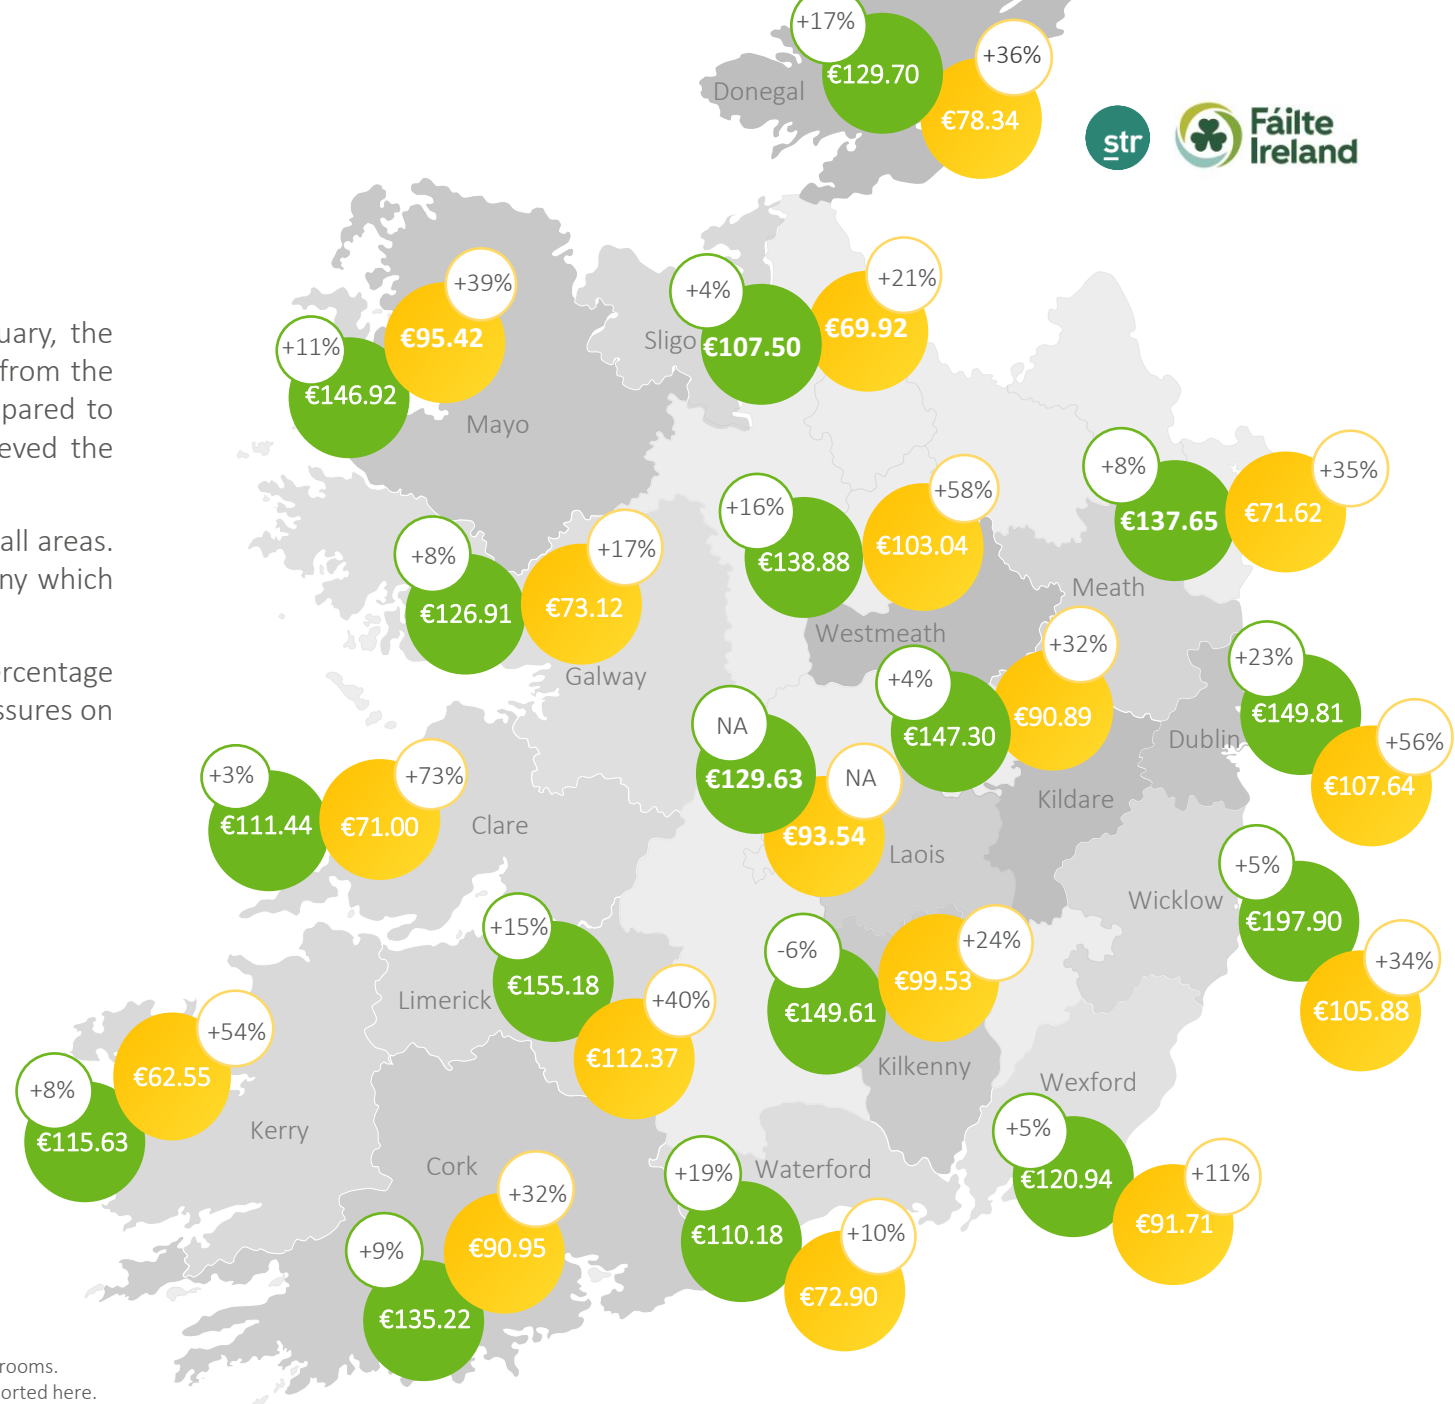 +17%
€129.70
+36%
€78.34
Donegal
str
Fáilte
Ireland
+39%
€95.42
+11%
€146.92
Mayo
+4%
€107.50
+21%
€69.92
Sligo
uary, the
from the
pared to
eved the
all areas.
ny which
ercentage
ssures on
+8%
€137.65
+35%
€71.62
Meath
+16%
€138.88
+58%
€103.04
Westmeath
+8%
€126.91
+17%
€73.12
Galway
+4%
€147.30
+32%
€90.89
Kildare
+23%
€149.81
+56%
€107.64
Dublin
NA
€129.63
NA
€93.54
Laois
+3%
€111.44
+73%
€71.00
Clare
+5%
€197.90
+34%
€105.88
Wicklow
+15%
€155.18
+40%
€112.37
Limerick
-6%
€149.61
+24%
€99.53
Kilkenny
+8%
€115.63
+54%
€62.55
Kerry
Wexford
+5%
€120.94
+11%
€91.71
Cork
+9%
€135.22
+32%
€90.95
Waterford
+19%
€110.18
+10%
€72.90
rooms.
orted here.